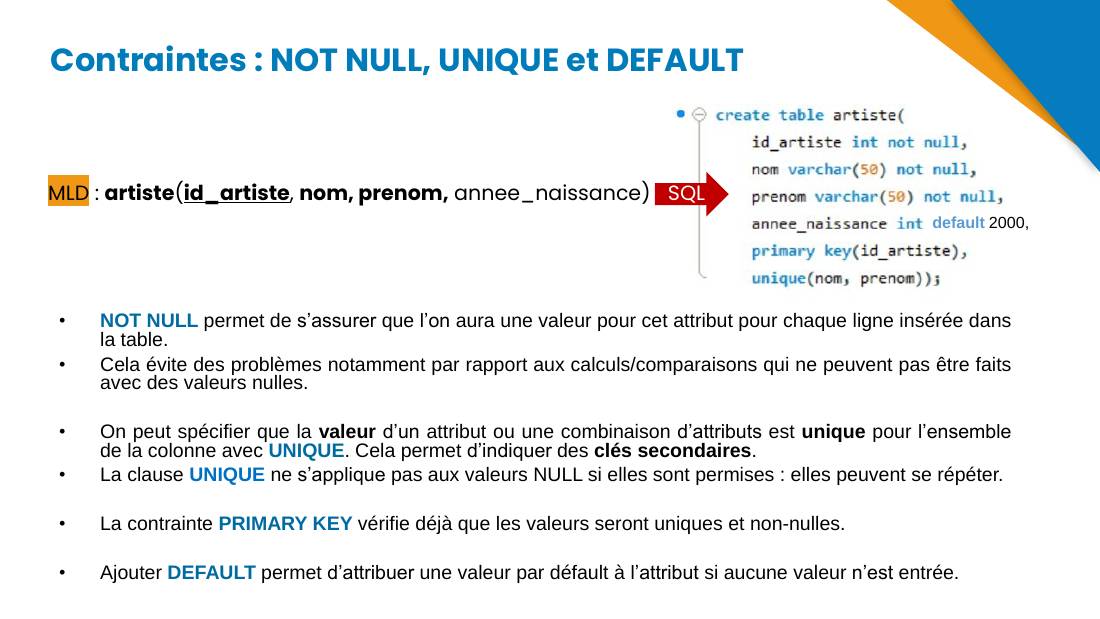 Contraintes : NOT NULL, UNIQUE et DEFAULT
MLD : artiste(id_artiste, nom, prenom, annee_naissance)
SQL
create table artiste(
id_artiste int not null,
nom varchar(50) not null,
prenom varchar(50) not null,
annee_naissance int default 2000,
primary key(id_artiste),
unique(nom, prenom));
• NOT NULL permet de s’assurer que l’on aura une valeur pour cet attribut pour chaque ligne insérée dans
la table.
• Cela évite des problèmes notamment par rapport aux calculs/comparaisons qui ne peuvent pas être faits
avec des valeurs nulles.
• On peut spécifier que la valeur d’un attribut ou une combinaison d’attributs est unique pour l’ensemble
de la colonne avec UNIQUE. Cela permet d’indiquer des clés secondaires.
• La clause UNIQUE ne s’applique pas aux valeurs NULL si elles sont permises : elles peuvent se répéter.
• La contrainte PRIMARY KEY vérifie déjà que les valeurs seront uniques et non-nulles.
• Ajouter DEFAULT permet d’attribuer une valeur par défault à l’attribut si aucune valeur n’est entrée.